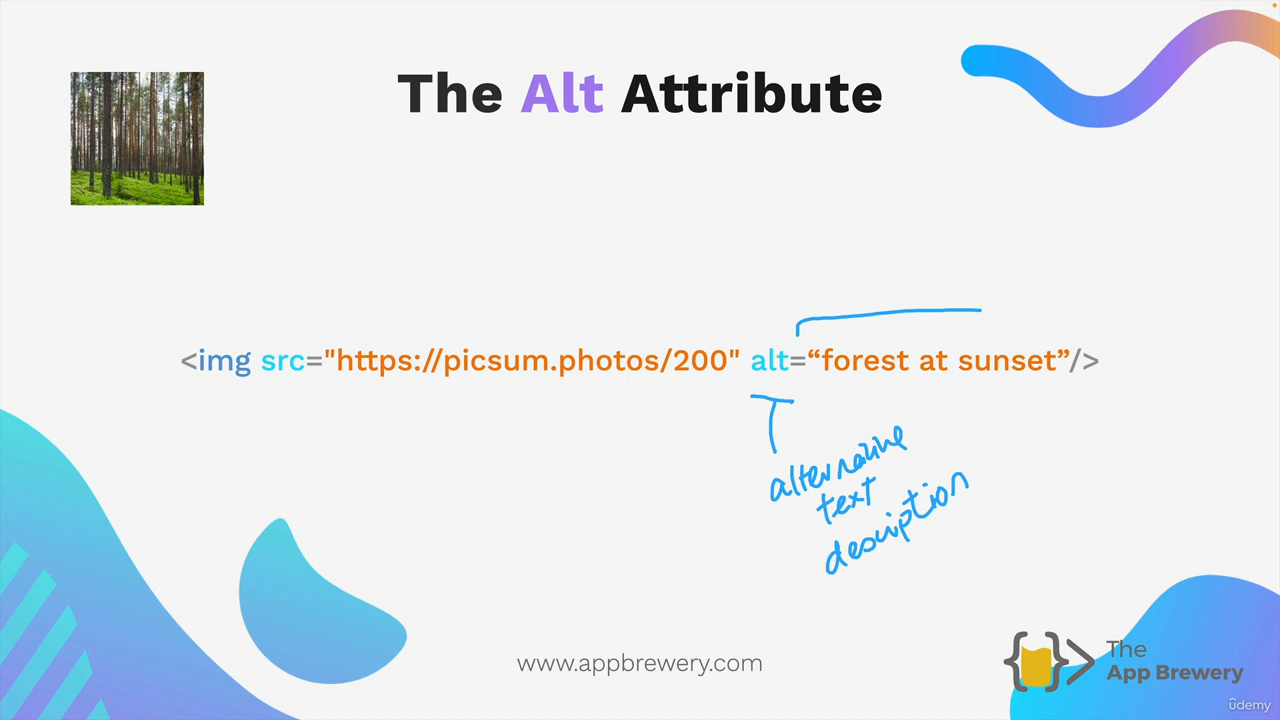 The Alt Attribute
<img src="https://picsum.photos/200" alt=“forest at sunset”/>
alternative
text
description
www.appbrewery.com
The
App Brewery
ûdemy